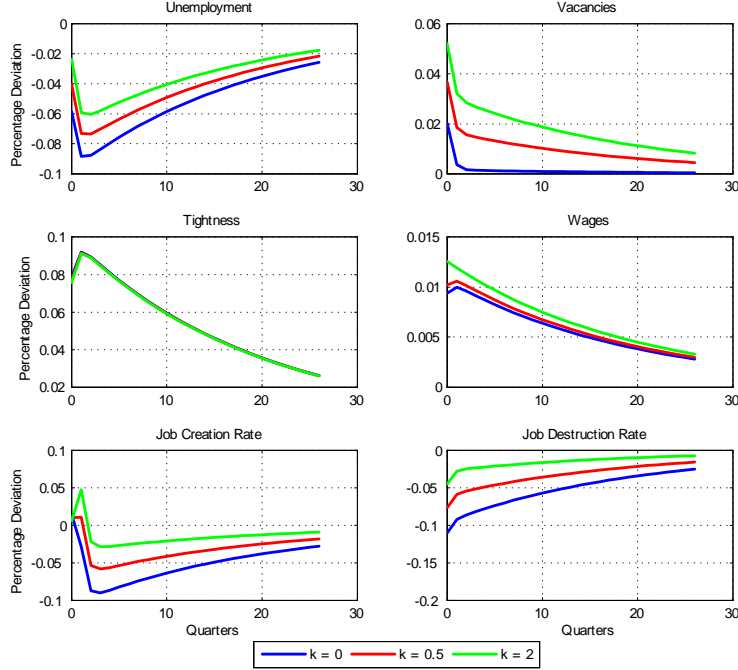 Unemployment
Vacancies
0
-0.02
-0.04
-0.06
-0.08
-0.1
Percentage Deviation
0 10 20 30
0.06
0.04
0.02
0
0 10 20 30
Tightness
Wages
0.1
0.08
0.06
0.04
0.02
Percentage Deviation
0 10 20 30
0.015
0.01
0.005
0
0 10 20 30
Job Creation Rate
Job Destruction Rate
0.1
0.05
0
-0.05
-0.1
Percentage Deviation
0 10 20 30
Quarters
0
-0.05
-0.1
-0.15
-0.2
0 10 20 30
Quarters
k = 0 k = 0.5 k = 2